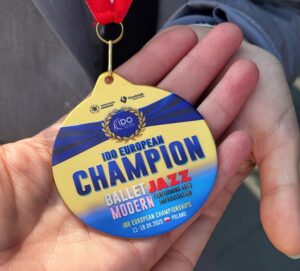 IDO
IDO EUROPEAN
CHAMPION
BALLET JAZZ
MODERN PERFORMING ARTS
IMPROVISATION
IDO EUROPEAN CHAMPIONSHIPS
POLAND